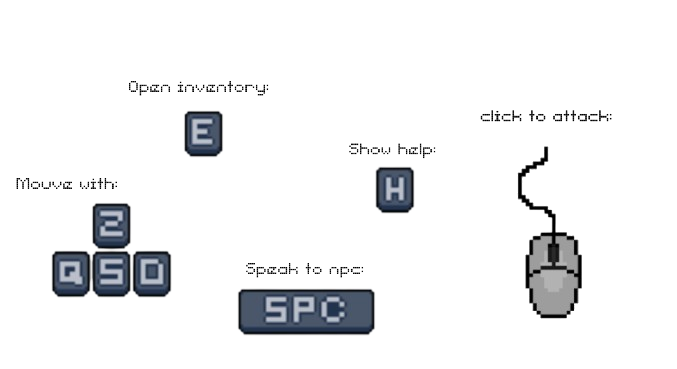 Open inventory:
E
click to attack:
Show help:
H
Mouve with:
Z
Q S D
Speak to npc:
SPC